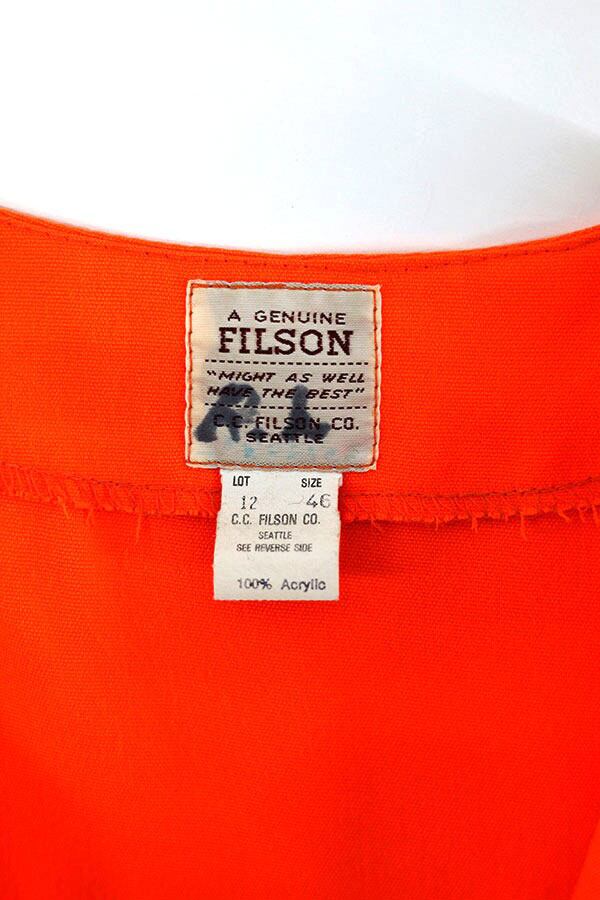 A GENUINE
FILSON
"MIGHT AS WELL
HAVE THE BEST"
R.L
C.C. FILSON CO.
SEATTLE
LOT SIZE
12 46
C.C. FILSON CO.
SEATTLE
SEE REVERSE SIDE
100% Acrylic